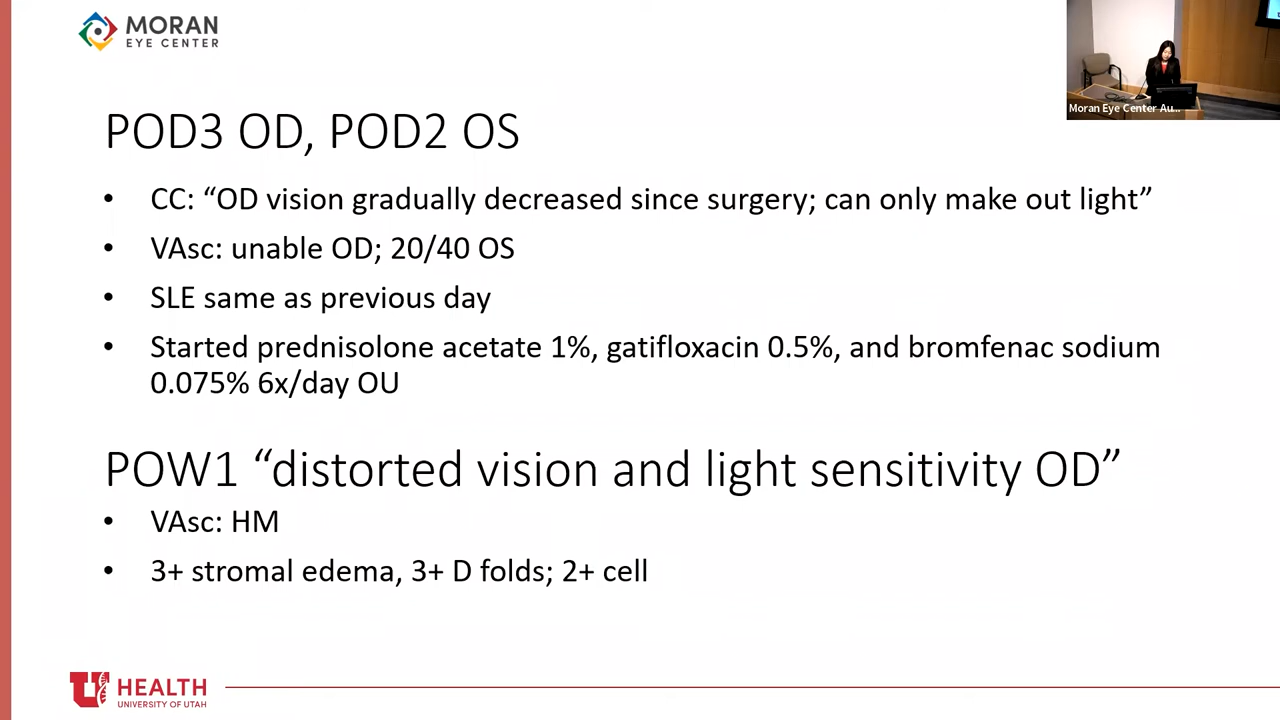 MORAN
EYE CENTER
Moran Eye Center Au...
POD3 OD, POD2 OS
• CC: “OD vision gradually decreased since surgery; can only make out light”
• VAsc: unable OD; 20/40 OS
• SLE same as previous day
• Started prednisolone acetate 1%, gatifloxacin 0.5%, and bromfenac sodium
0.075% 6x/day OU
POW1 “distorted vision and light sensitivity OD”
• VAsc: HM
• 3+ stromal edema, 3+ D folds; 2+ cell
U HEALTH
UNIVERSITY OF UTAH